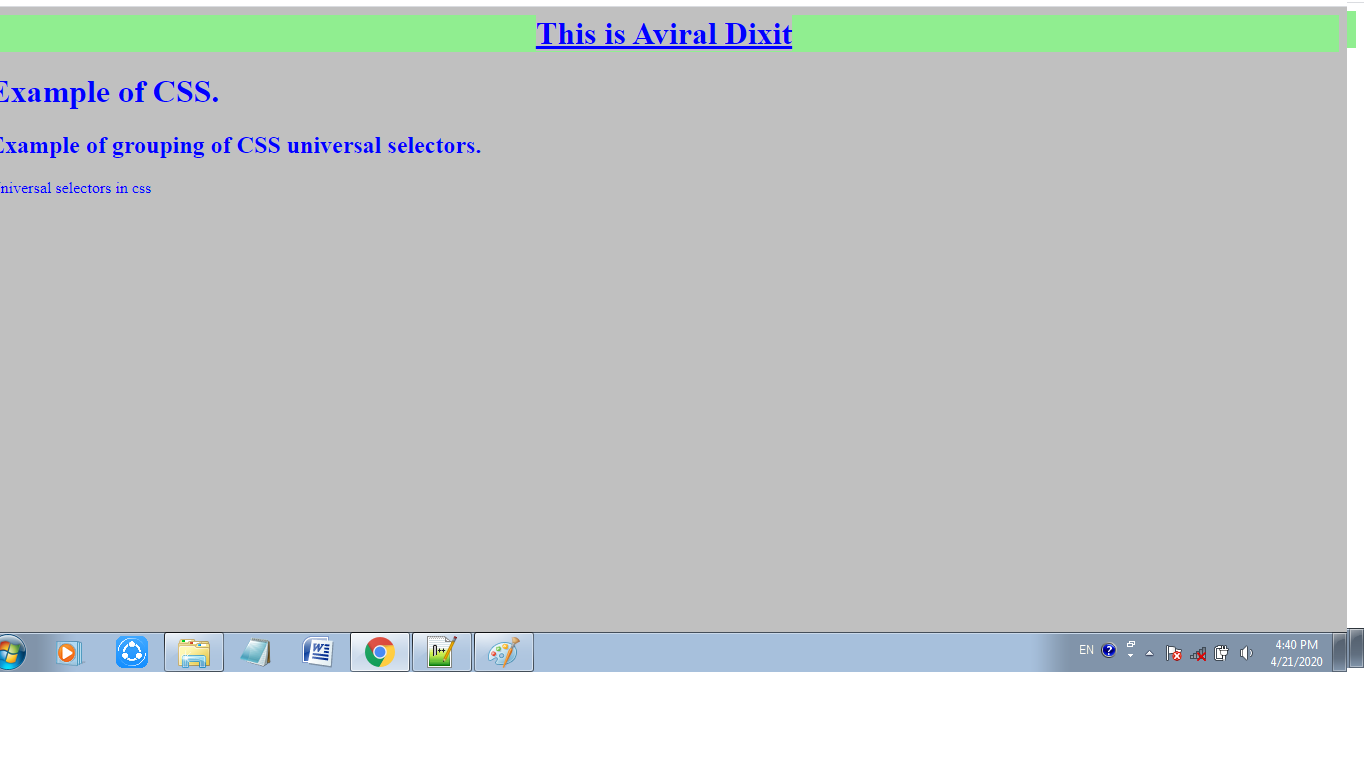 This is Aviral Dixit
Example of CSS.
Example of grouping of CSS universal selectors.
niversal selectors in css
EN
4:40 PM
4/21/2020